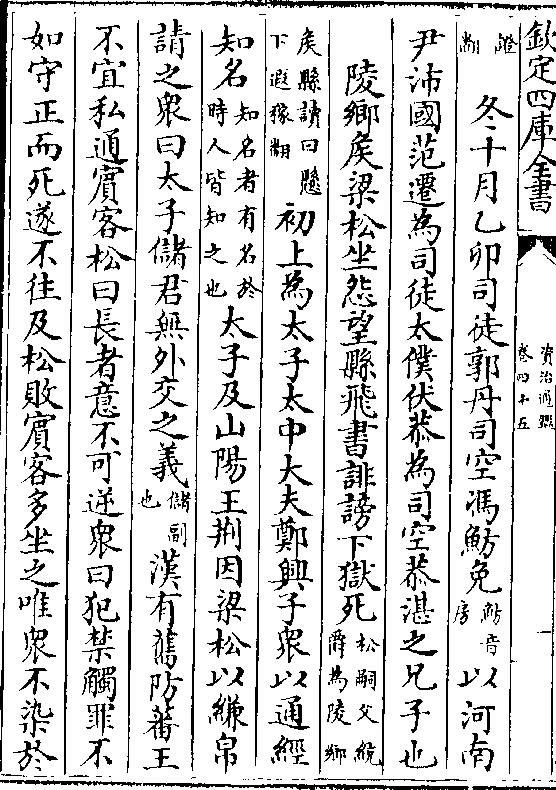 欽定四庫全書
資治通鑑
卷四十五
證
翻
冬十月乙卯司徒郭丹司空馮魴免
魴音
房
以河南
尹沛國范遷為司徒太僕伏恭為司空恭湛之兄子也
陵鄉矦梁松坐怨望縣飛書誹謗下獄死
松嗣父統
爵為陵鄉
矦縣讀曰懸
下遐稼翻
初上為太子太中大夫鄭興子衆以通經
知名
知名者有名於
時人皆知之也
太子及山陽王荆因梁松以縑帛
請之衆曰太子儲君無外交之義
儲副
也
漢有舊防蕃王
不宜私通賓客松曰長者意不可逆衆曰犯禁觸罪不
如守正而死遂不往及松敗賓客多坐之唯衆不染於